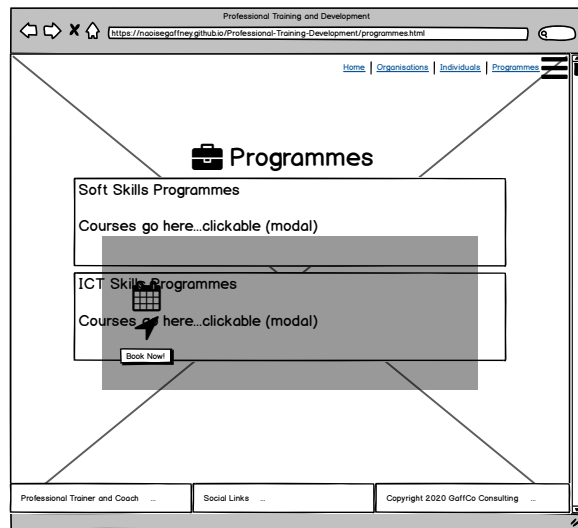 Professional Training and Development
https://naoisegaffney.github.io/Professional-Training-Development/programmes.html
Home | Organisations | Individuals | Programmes
Programmes
Soft Skills Programmes
Courses go here...clickable (modal)
ICT Skills Programmes
Courses go here...clickable (modal)
Book Now!
Professional Trainer and Coach ...
Social Links ...
Copyright 2020 GaffCo Consulting ...